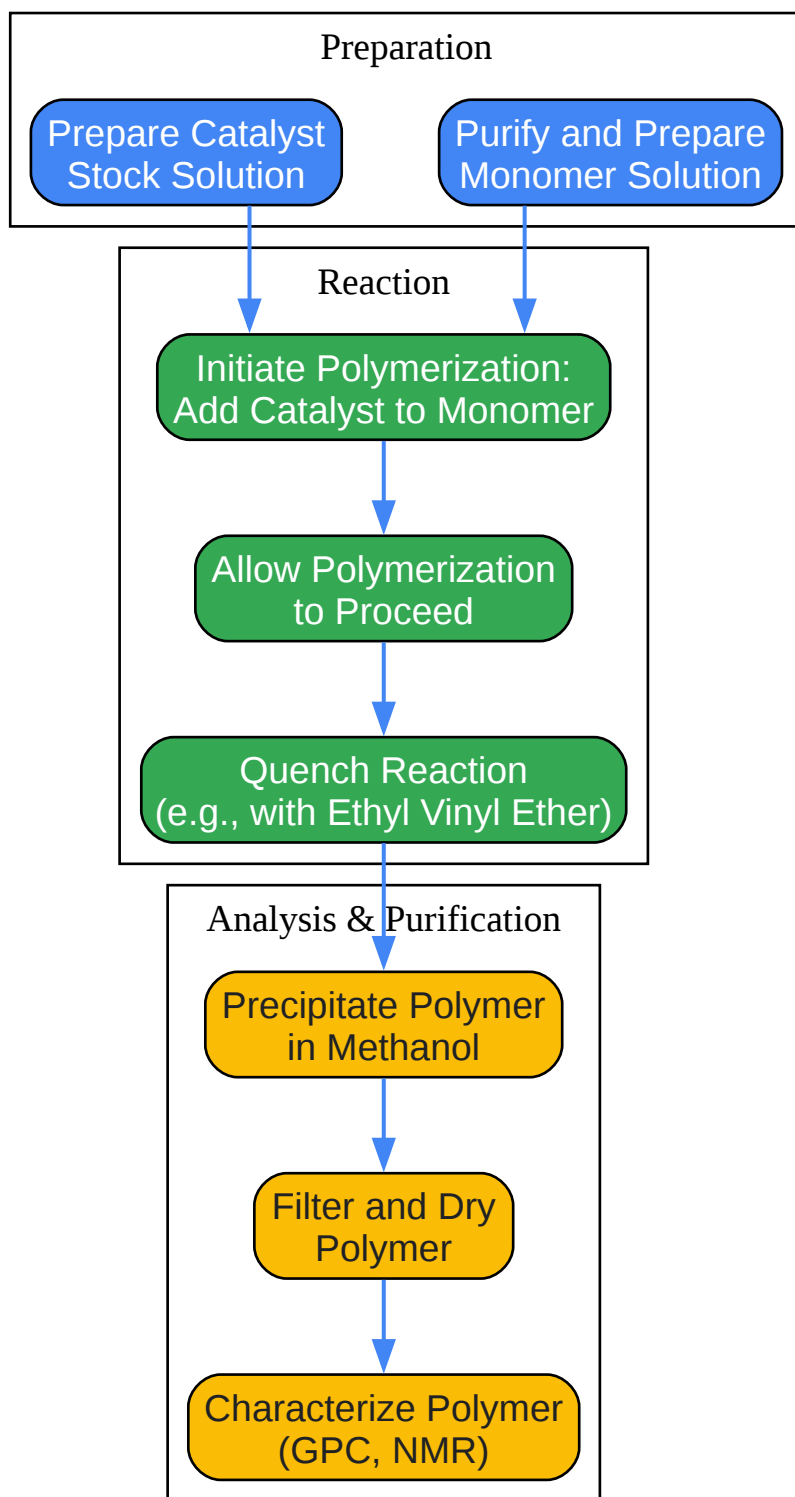 Preparation
Prepare Catalyst
Stock Solution
Purify and Prepare
Monomer Solution
Reaction
Initiate Polymerization:
Add Catalyst to Monomer
Allow Polymerization
to Proceed
Quench Reaction
(e.g., with Ethyl Vinyl Ether)
Analysis & Purification
Precipitate Polymer
in Methanol
Filter and Dry
Polymer
Characterize Polymer
(GPC, NMR)